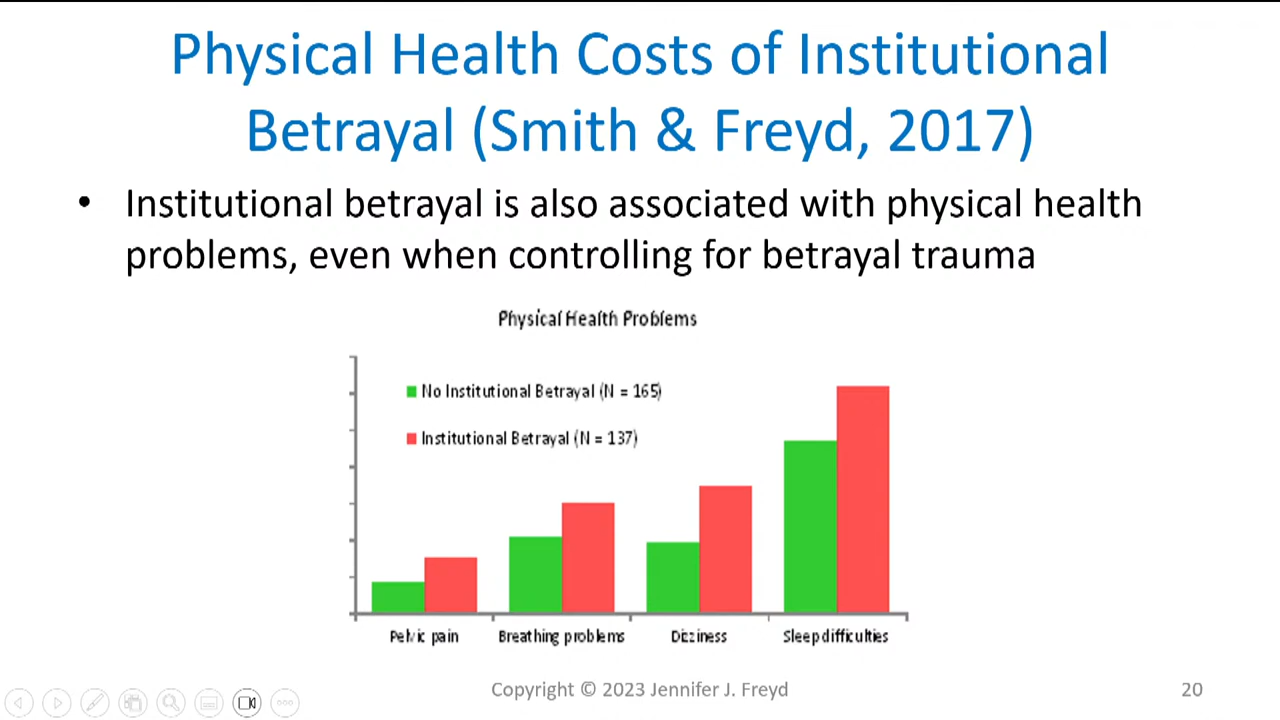 Physical Health Costs of Institutional
Betrayal (Smith & Freyd, 2017)
• Institutional betrayal is also associated with physical health
problems, even when controlling for betrayal trauma
Physical Health Problems
No Institutional Betrayal (N = 165)
Institutional Betrayal (N = 137)
Pelvic pain Breathing problems Dizziness Sleep difficulties
Copyright © 2023 Jennifer J. Freyd 20